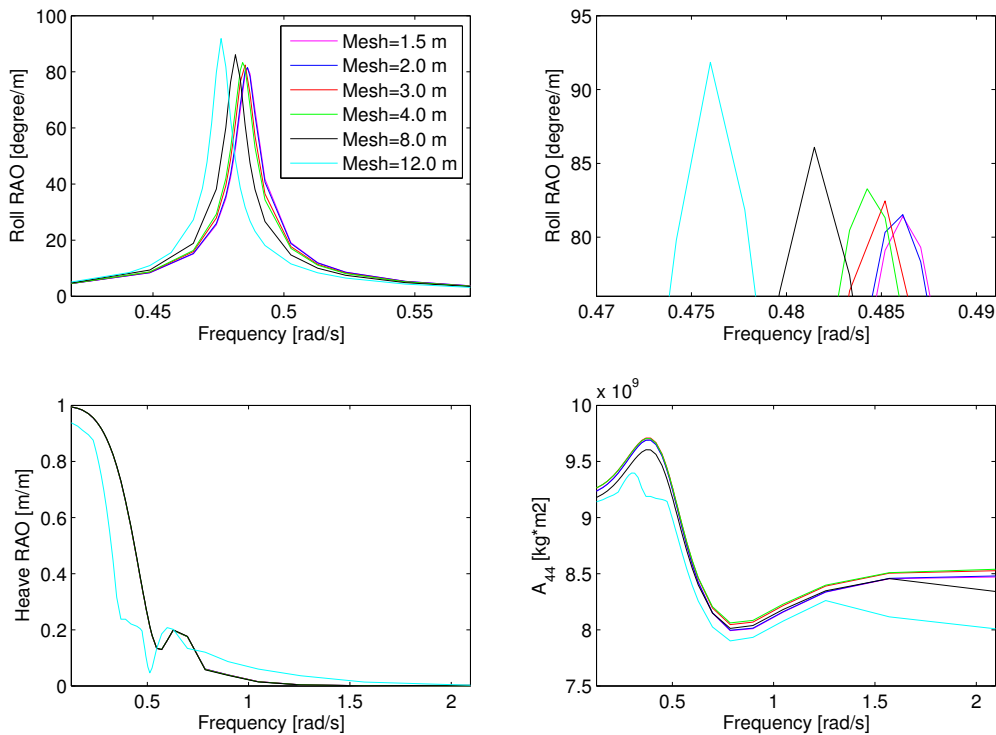 100
80
60
40
20
0
0.45
0.5
0.55
Roll RAO [degree/m]
Frequency [rad/s]
Mesh=1.5 m
Mesh=2.0 m
Mesh=3.0 m
Mesh=4.0 m
Mesh=8.0 m
Mesh=12.0 m
95
90
85
80
0.47
0.475
0.48
0.485
0.49
Roll RAO [degree/m]
Frequency [rad/s]
1
0.8
0.6
0.4
0.2
0
0.5
1
1.5
2
Heave RAO [m/m]
Frequency [rad/s]
x 10^9
10
9.5
9
8.5
8
7.5
0.5
1
1.5
2
A_44 [kg*m2]
Frequency [rad/s]